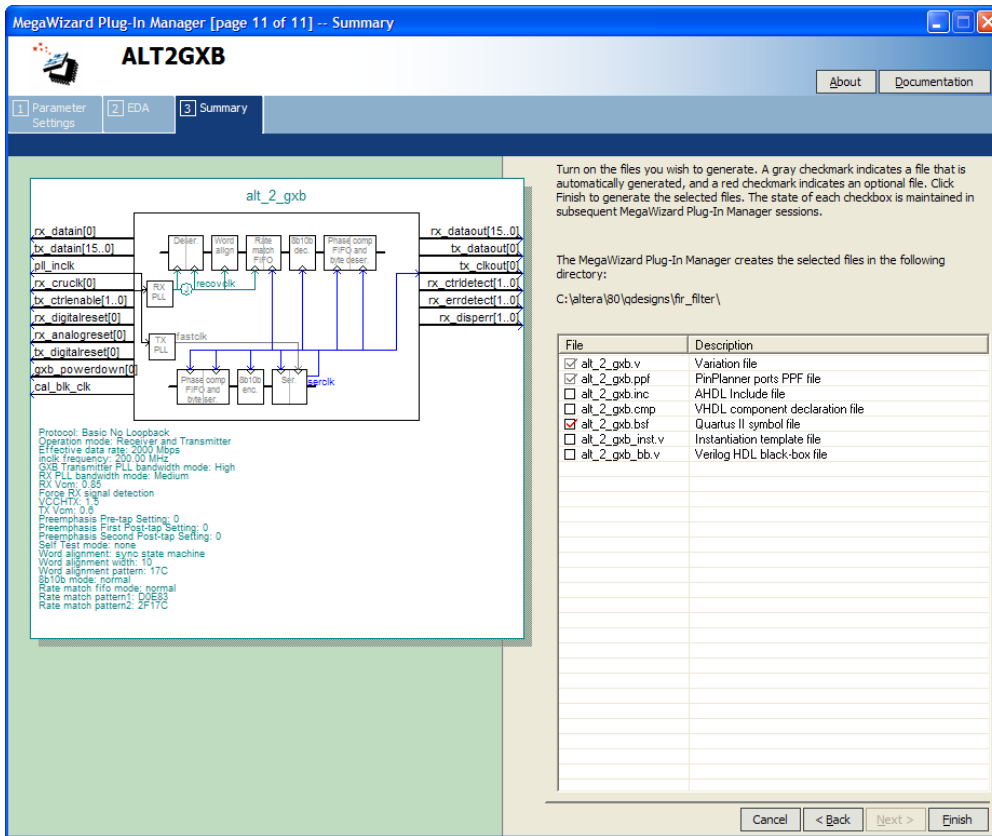 MegaWizard Plug-In Manager [page 11 of 11] -- Summary
ALT2GXB
About
Documentation
1 Parameter Settings
2 EDA
3 Summary
Turn on the files you wish to generate. A gray checkmark indicates a file that is
automatically generated, and a red checkmark indicates an optional file. Click
Finish to generate the selected files. The state of each checkbox is maintained in
subsequent MegaWizard Plug-In Manager sessions.
The MegaWizard Plug-In Manager creates the selected files in the following
directory:
C:\altera\80\qdesigns\fir_filter\
alt_2_gxb
rx_datain[0]
tx_datain[15..0]
pll_inclk
rx_cruclk[0]
tx_ctrlenable[1..0]
rx_digitalreset[0]
rx_analogreset[0]
tx_digitalreset[0]
gxb_powerdown[0]
cal_blk_clk
Deser.
Word
align
Rate
match
FIFO
8b10b
dec.
Phase comp
FIFO and
byte deser.
RX
PLL
recovclk
TX
PLL
fastclk
Phase comp
FIFO and
byte ser.
8b10b
enc.
Ser.
serclk
rx_dataout[15..0]
tx_dataout[0]
tx_clkout[0]
rx_ctrldetect[1..0]
rx_errdetect[1..0]
rx_disperr[1..0]
Protocol: Basic No Loopback
Operation mode: Receiver and Transmitter
Effective data rate: 2000 Mbps
inclk frequency: 200.00 MHz
GXB Transmitter PLL bandwidth mode: High
RX PLL bandwidth mode: Medium
RX Vcm: 0.85
Force RX signal detection
VCCHTX: 1.5
TX Vcm: 0.6
Preemphasis Pre-tap Setting: 0
Preemphasis First Post-tap Setting: 0
Preemphasis Second Post-tap Setting: 0
Self Test mode: none
Word alignment: sync state machine
Word alignment width: 10
Word alignment pattern: 17C
8b10b mode: normal
Rate match fifo mode: normal
Rate match pattern1: D0E83
Rate match pattern2: 2F17C
File Description
alt_2_gxb.v Variation file
alt_2_gxb.ppf PinPlanner ports PPF file
alt_2_gxb.inc AHDL Include file
alt_2_gxb.cmp VHDL component declaration file
alt_2_gxb.bsf Quartus II symbol file
alt_2_gxb_inst.v Instantiation template file
alt_2_gxb_bb.v Verilog HDL black-box file
Cancel
< Back
Next >
Finish